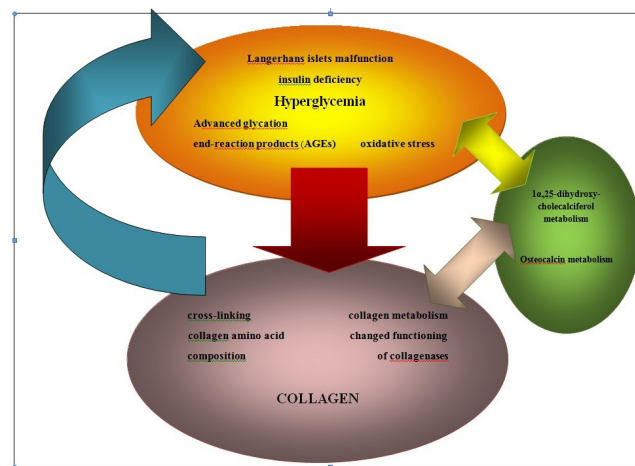 Langerhans islets malfunction
insulin deficiency
Hyperglycemia
Advanced glycation
end-reaction products (AGEs) oxidative stress
1α,25-dihydroxy-
cholecalciferol
metabolism
Osteocalcin metabolism
cross-linking collagen metabolism
collagen amino acid changed functioning
composition of collagenases
COLLAGEN